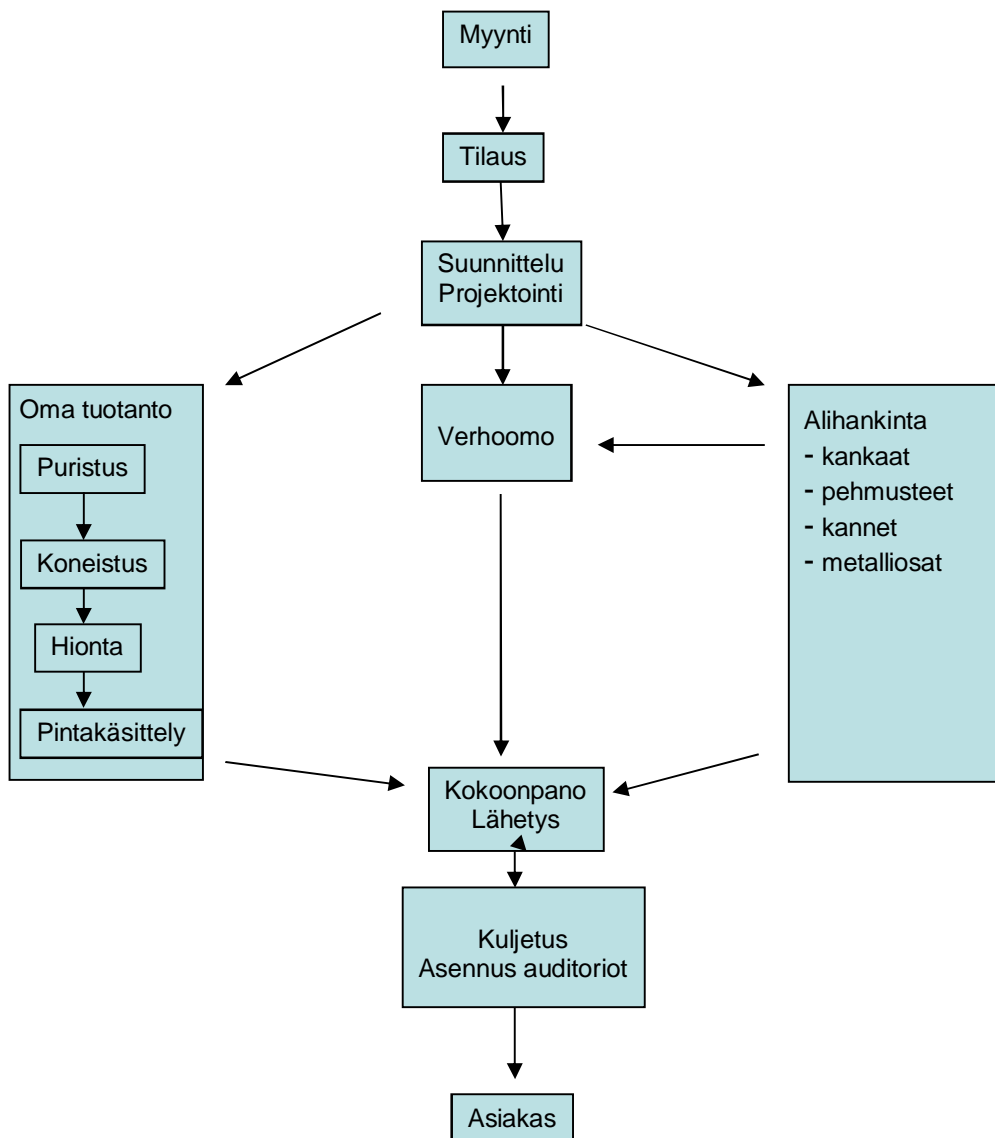 Myynti
Tilaus
Suunnittelu
Projektointi
Oma tuotanto
Puristus
Koneistus
Hionta
Pintakäsittely
Verhoomo
Alihankinta
- kankaat
- pehmusteet
- kannet
- metalliosat
Kokoonpano
Lähetys
Kuljetus
Asennus auditoriot
Asiakas